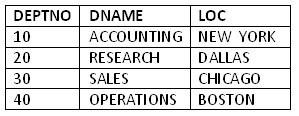 DEPTNO DNAME LOC
10 ACCOUNTING NEW YORK
20 RESEARCH DALLAS
30 SALES CHICAGO
40 OPERATIONS BOSTON